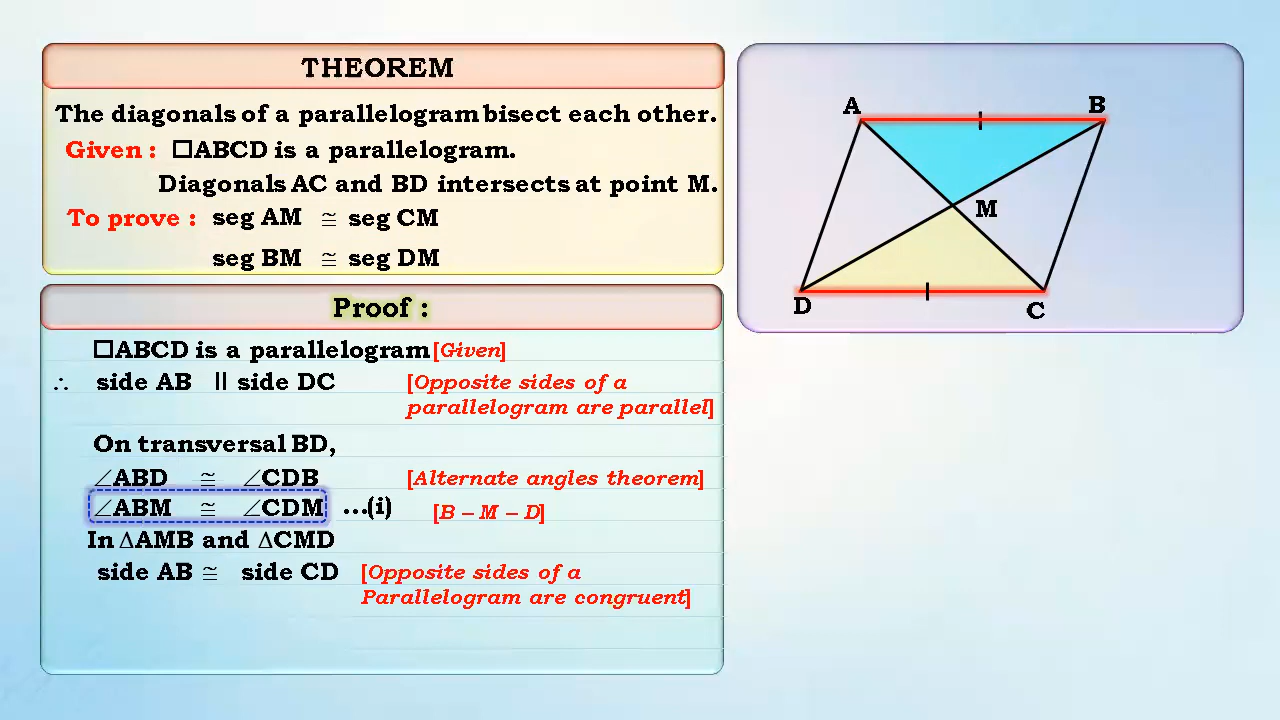 THEOREM
The diagonals of a parallelogram bisect each other.
Given : □ABCD is a parallelogram.
Diagonals AC and BD intersects at point M.
To prove : seg AM ≅ seg CM
seg BM ≅ seg DM
Proof :
□ABCD is a parallelogram [Given]
∴ side AB || side DC [Opposite sides of a
parallelogram are parallel]
On transversal BD,
∠ABD ≅ ∠CDB [Alternate angles theorem]
∠ABM ≅ ∠CDM ...(i) [B – M – D]
In ∆AMB and ∆CMD
side AB ≅ side CD [Opposite sides of a
Parallelogram are congruent]
A B
M
D C